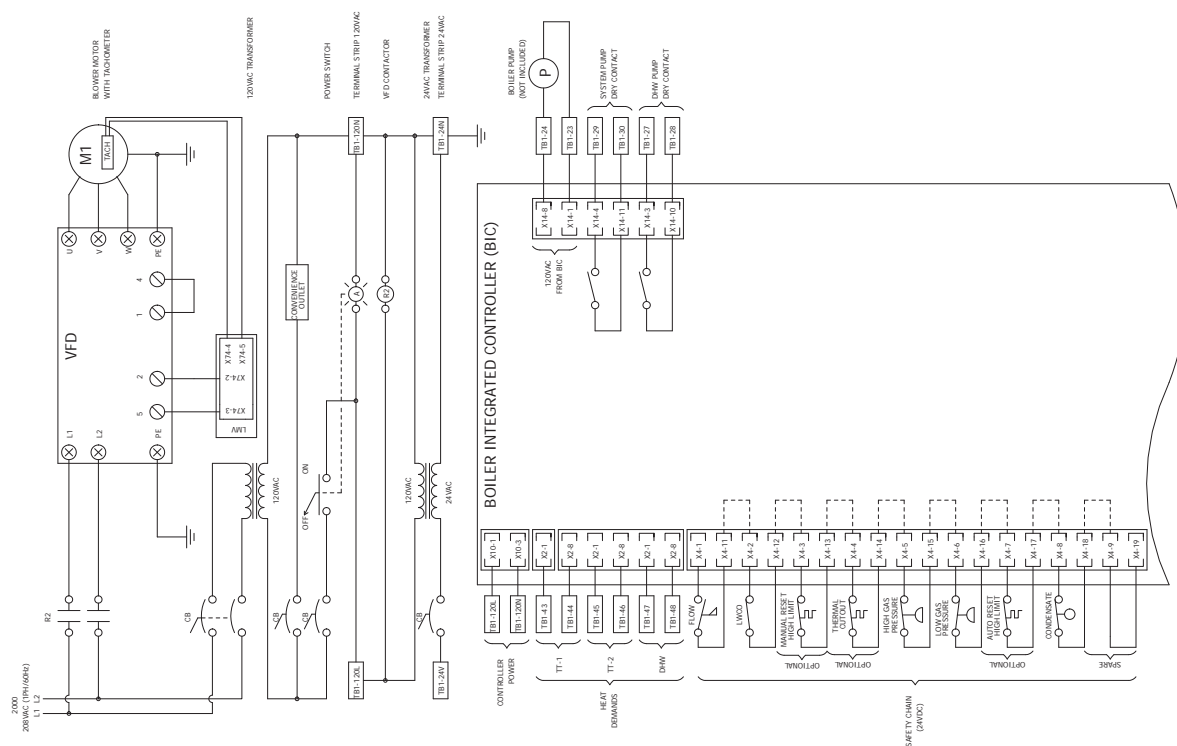 BLOWER MOTOR
WITH TACHOMETER
120VAC TRANSFORMER
POWER SWITCH
TERMINAL STRIP 120VAC
VFD CONTACTOR
24VAC TRANSFORMER
TERMINAL STRIP 24VAC
M1
TACH
TB1-120N
TB1-24N
U
V
W
PE
4
1
VFD
2
5
L1
L2
PE
X74-4
X74-5
X74-2
X74-3
LMV
CONVENIENCE
OUTLET
A
R2
120VAC
ON
OFF
120VAC
24VAC
R2
CB
CB
CB
CB
TB1-120L
TB1-24V
2000
208VAC (1PH/60Hz)
L1
L2
BOILER PUMP
(NOT INCLUDED)
P
SYSTEM PUMP
DRY CONTACT
DHW PUMP
DRY CONTACT
TB1-24
TB1-23
TB1-29
TB1-30
TB1-27
TB1-28
X14-8
X14-1
X14-4
X14-11
X14-3
X14-10
120VAC
FROM BIC
BOILER INTEGRATED CONTROLLER (BIC)
X10-1
X10-3
X2-1
X2-8
X2-1
X2-8
X2-1
X2-8
X4-1
X4-11
X4-2
X4-12
X4-3
X4-13
X4-4
X4-14
X4-5
X4-15
X4-6
X4-16
X4-7
X4-17
X4-8
X4-18
X4-9
X4-19
TB1-120L
TB1-120N
TB1-43
TB1-44
TB1-45
TB1-46
TB1-47
TB1-48
FLOW
LWCO
MANUAL RESET
HIGH LIMIT
THERMAL
CUTOUT
HIGH GAS
PRESSURE
LOW GAS
PRESSURE
AUTO RESET
HIGH LIMIT
CONDENSATE
CONTROLLER
POWER
TT-1
TT-2
DHW
OPTIONAL
OPTIONAL
OPTIONAL
SPARE
HEAT
DEMANDS
SAFETY CHAIN
(24VDC)